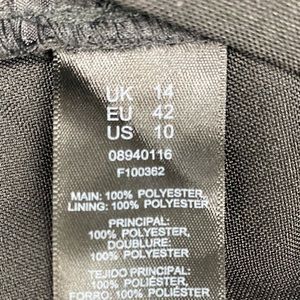 UK 14
EU 42
US 10
08940116
F100362
MAIN: 100% POLYESTER
LINING: 100% POLYESTER
PRINCIPAL:
100% POLYESTER,
DOUBLURE:
100% POLYESTER
TEJIDO PRINCIPAL:
100% POLIÉSTER,
FORRO: 100% POLIÉSTER